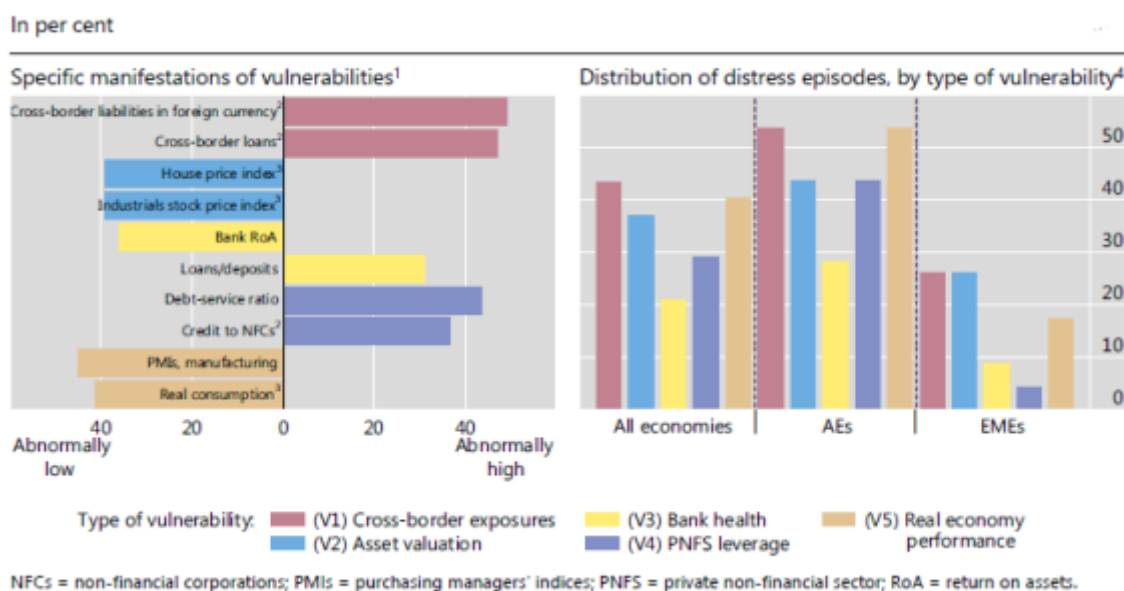 In per cent
Specific manifestations of vulnerabilities¹
Cross-border liabilities in foreign currency²
Cross-border loans²
House price index³
Industrials stock price index³
Bank RoA
Loans/deposits
Debt-service ratio
Credit to NFCs²
PMIs, manufacturing
Real consumption³
40 20 0 20 40
Abnormally low
Abnormally high
Distribution of distress episodes, by type of vulnerability⁴
50
40
30
20
10
0
All economies AEs EMEs
Type of vulnerability:
(V1) Cross-border exposures
(V2) Asset valuation
(V3) Bank health
(V4) PNFS leverage
(V5) Real economy
performance
NFCs = non-financial corporations; PMIs = purchasing managers' indices; PNFS = private non-financial sector; RoA = return on assets.